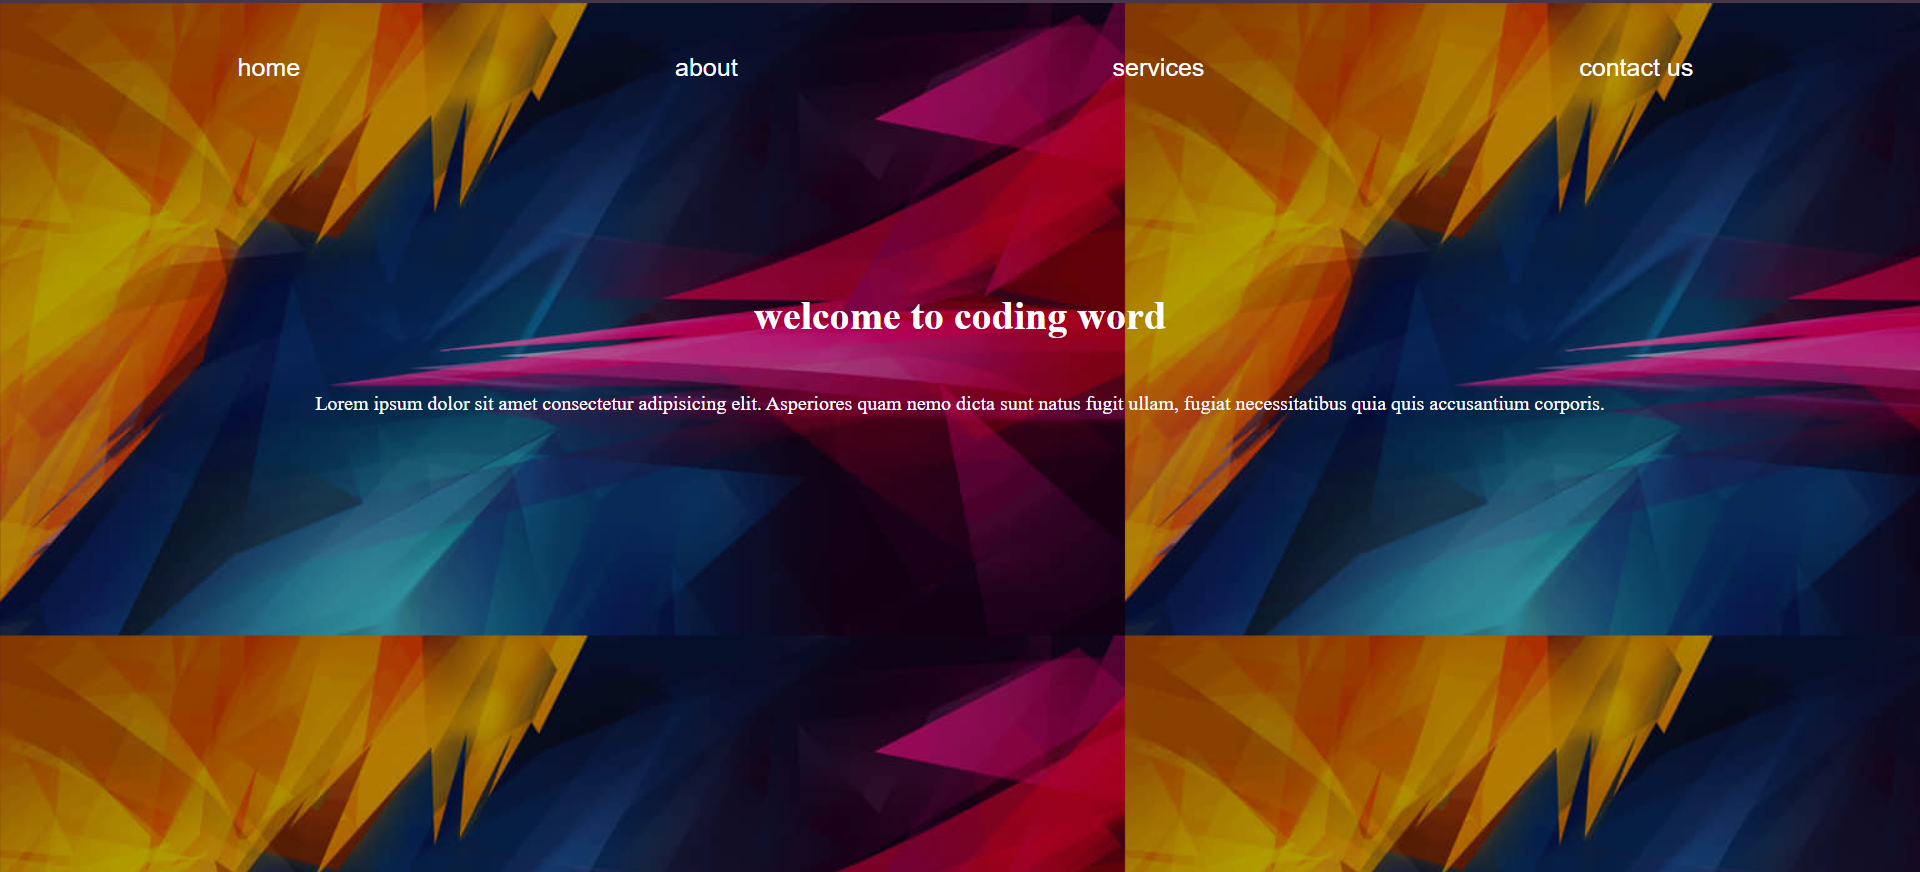 home about services contact us
welcome to coding word
Lorem ipsum dolor sit amet consectetur adipisicing elit. Asperiores quam nemo dicta sunt natus fugit ullam, fugiat necessitatibus quia quis accusantium corporis.